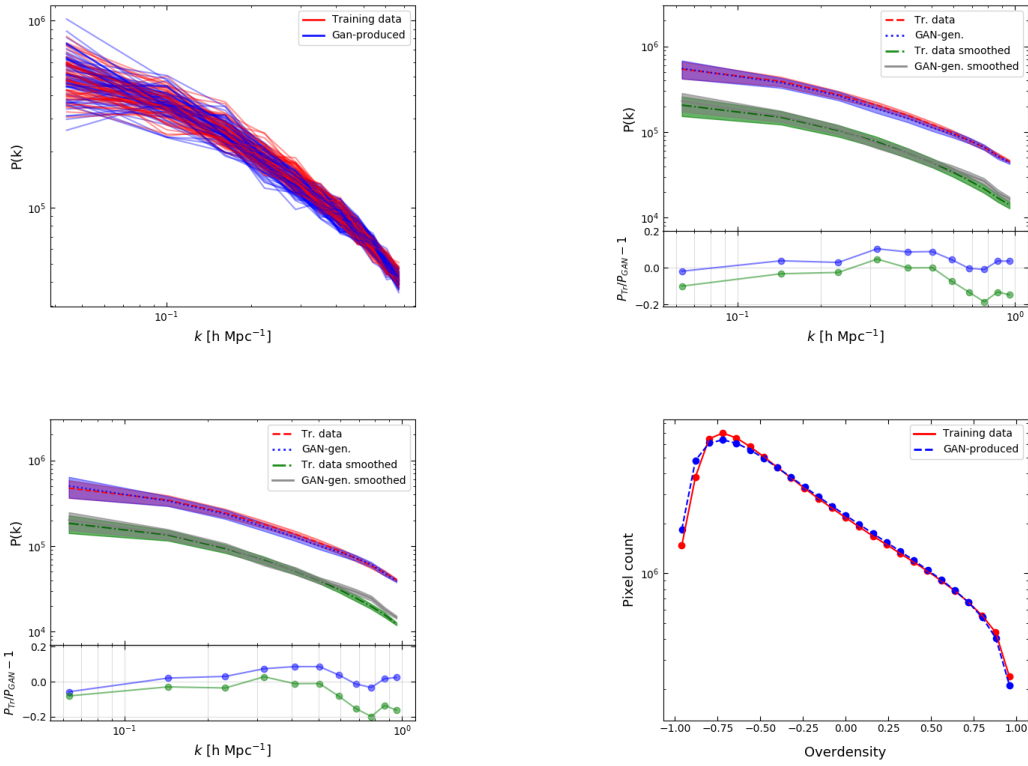 Training data
Gan-produced
10⁶
10⁵
P(k)
10⁻¹
k [h Mpc⁻¹]
Tr. data
GAN-gen.
Tr. data smoothed
GAN-gen. smoothed
10⁶
10⁵
10⁴
P(k)
0.2
0.0
−0.2
P_Tr/P_GAN − 1
10⁻¹
10⁰
k [h Mpc⁻¹]
Tr. data
GAN-gen.
Tr. data smoothed
GAN-gen. smoothed
10⁶
10⁵
10⁴
P(k)
0.2
0.0
−0.2
P_Tr/P_GAN − 1
10⁻¹
10⁰
k [h Mpc⁻¹]
Training data
GAN-produced
10⁶
Pixel count
−1.00 −0.75 −0.50 −0.25 0.00 0.25 0.50 0.75 1.00
Overdensity